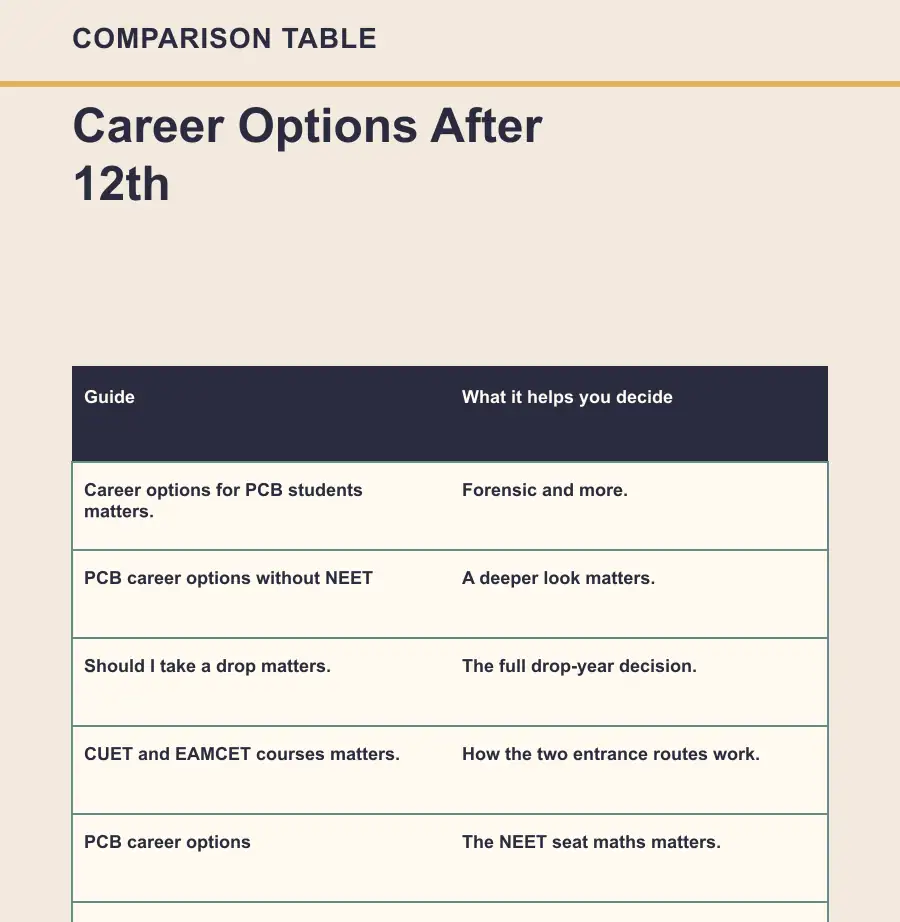 COMPARISON TABLE
Career Options After
12th
Guide What it helps you decide
Career options for PCB students Forensic and more.
matters.
PCB career options without NEET A deeper look matters.
Should I take a drop matters. The full drop-year decision.
CUET and EAMCET courses matters. How the two entrance routes work.
PCB career options The NEET seat maths matters.